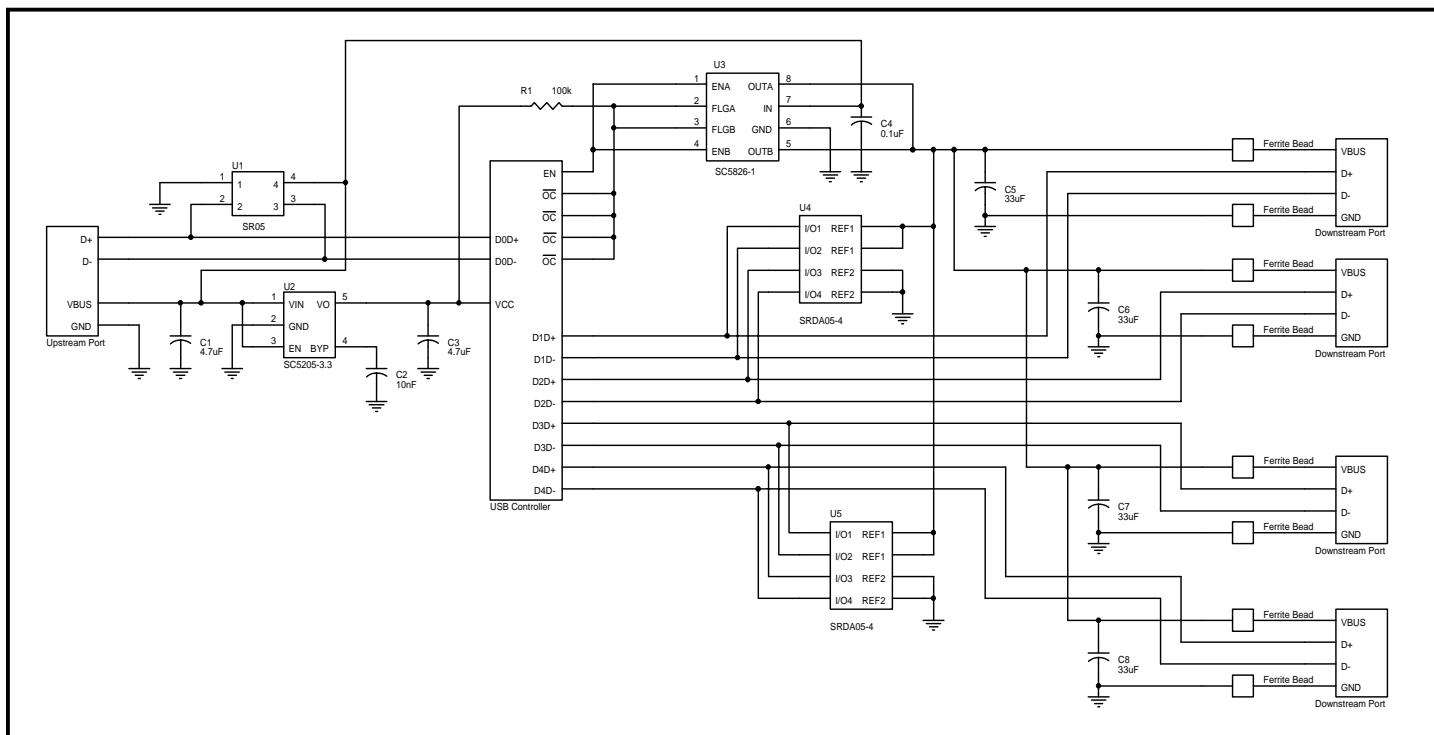 U3
1 ENA OUTA 8
2 FLGA IN 7
3 FLGB GND 6
4 ENB OUTB 5
SC5826-1
R1 100k
C4
0.1uF
U1
1 1 4 4
2 2 3 3
SR05
D+
D-
VBUS
GND
Upstream Port
C1
4.7uF
U2
1 VIN VO 5
2 GND
3 EN BYP 4
SC5205-3.3
C2
10nF
C3
4.7uF
EN
OC
OC
OC
OC
D0D+
D0D-
VCC
D1D+
D1D-
D2D+
D2D-
D3D+
D3D-
D4D+
D4D-
USB Controller
U4
I/O1 REF1
I/O2 REF1
I/O3 REF2
I/O4 REF2
SRDA05-4
U5
I/O1 REF1
I/O2 REF1
I/O3 REF2
I/O4 REF2
SRDA05-4
C5
33uF
Ferrite Bead
Ferrite Bead
VBUS
D+
D-
GND
Downstream Port
C6
33uF
Ferrite Bead
Ferrite Bead
VBUS
D+
D-
GND
Downstream Port
C7
33uF
Ferrite Bead
Ferrite Bead
VBUS
D+
D-
GND
Downstream Port
C8
33uF
Ferrite Bead
Ferrite Bead
VBUS
D+
D-
GND
Downstream Port